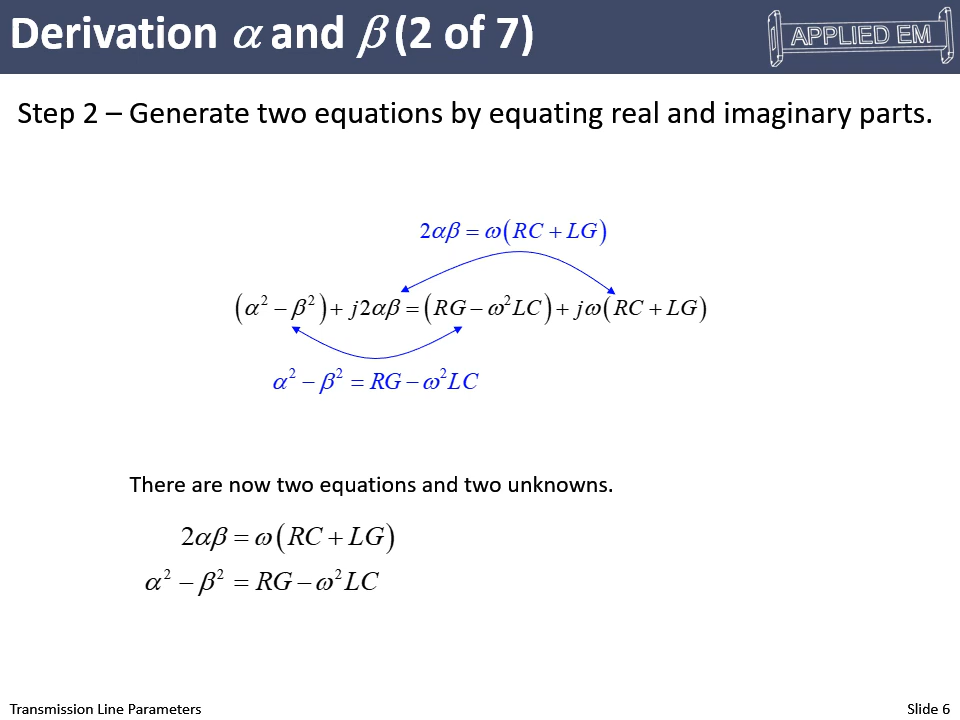 Derivation α and β (2 of 7)
APPLIED EM
Step 2 – Generate two equations by equating real and imaginary parts.
2αβ = ω(RC + LG)
(α² − β²) + j2αβ = (RG − ω²LC) + jω(RC + LG)
α² − β² = RG − ω²LC
There are now two equations and two unknowns.
2αβ = ω(RC + LG)
α² − β² = RG − ω²LC
Transmission Line Parameters
Slide 6